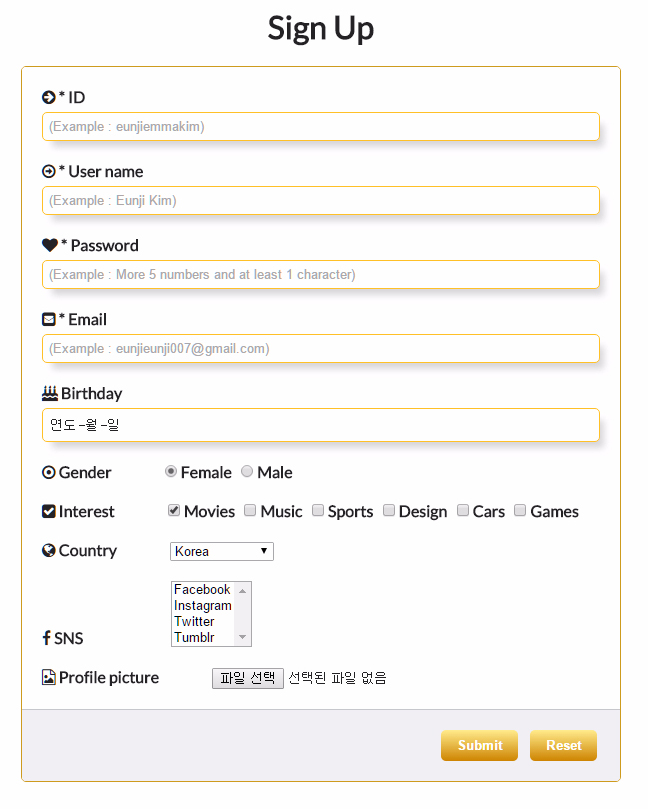 Sign Up
* ID
(Example : eunjiemmakim)
* User name
(Example : Eunji Kim)
* Password
(Example : More 5 numbers and at least 1 character)
* Email
(Example : eunjieunji007@gmail.com)
Birthday
연도-월-일
Gender Female Male
Interest Movies Music Sports Design Cars Games
Country Korea
Facebook
Instagram
Twitter
Tumblr
SNS
Profile picture 파일 선택 선택된 파일 없음
Submit Reset